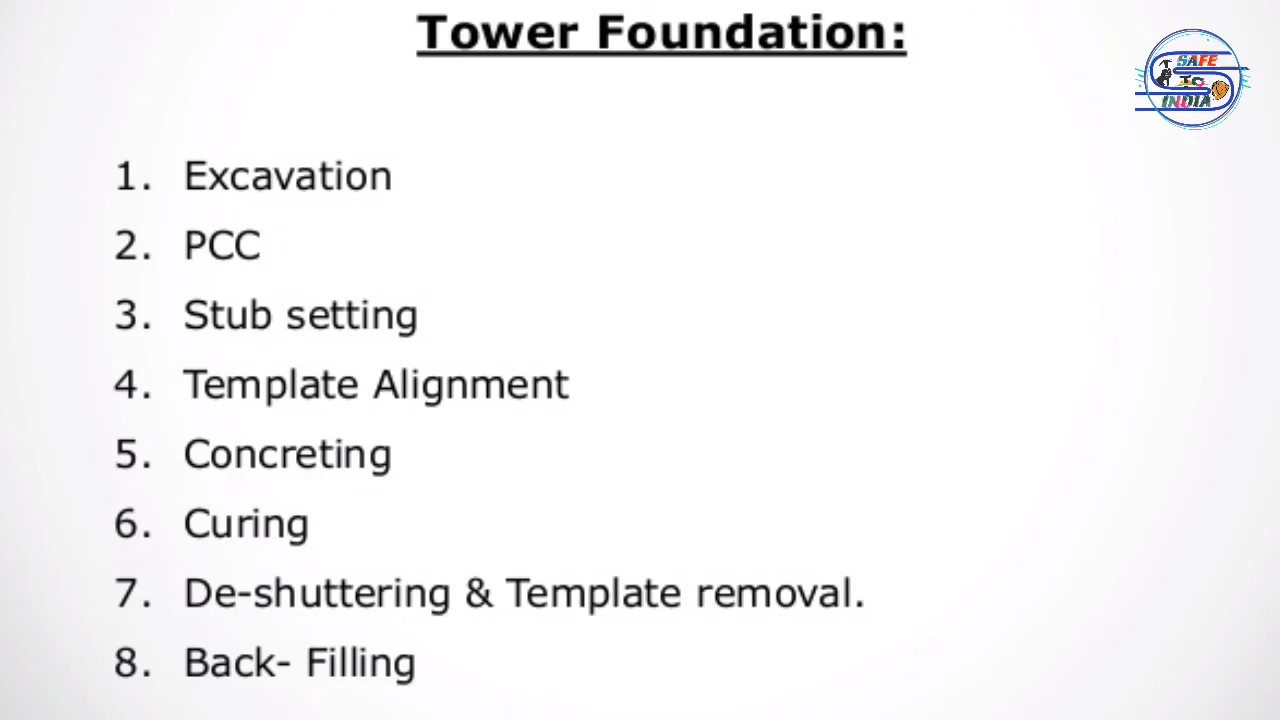 Tower Foundation:
SAFE
TO
INDIA
1. Excavation
2. PCC
3. Stub setting
4. Template Alignment
5. Concreting
6. Curing
7. De-shuttering & Template removal.
8. Back- Filling